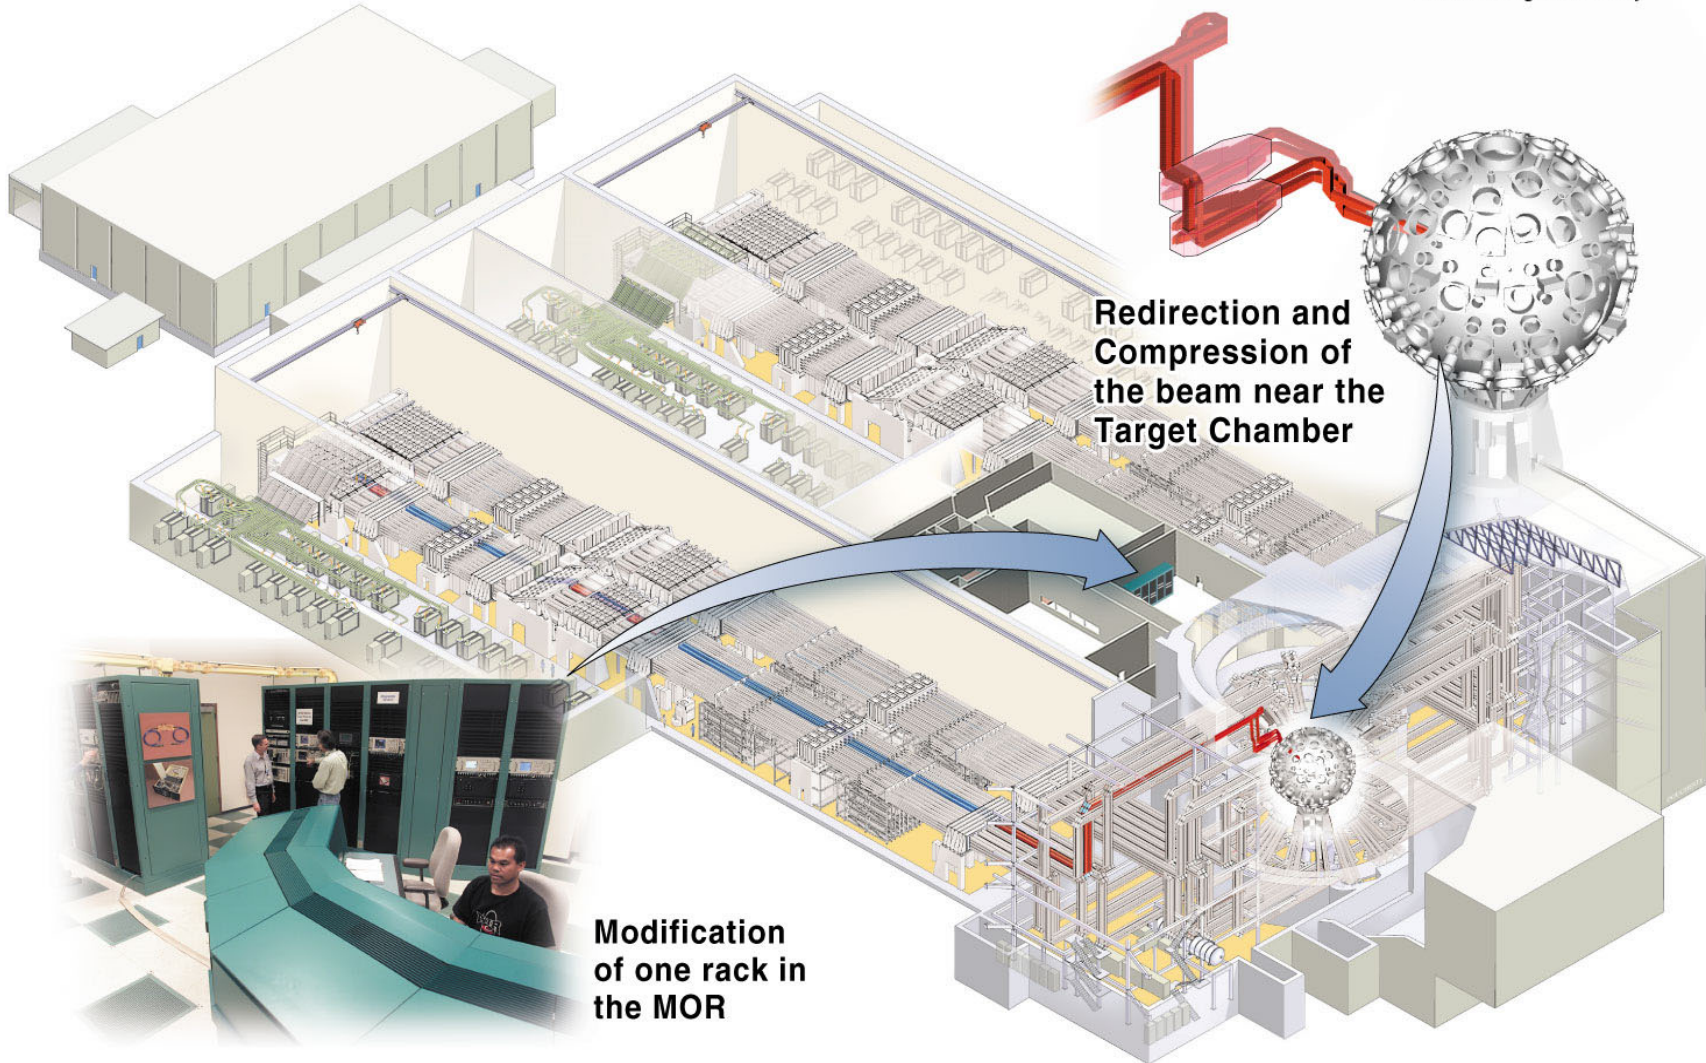 Redirection and
Compression of
the beam near the
Target Chamber
Modification
of one rack in
the MOR